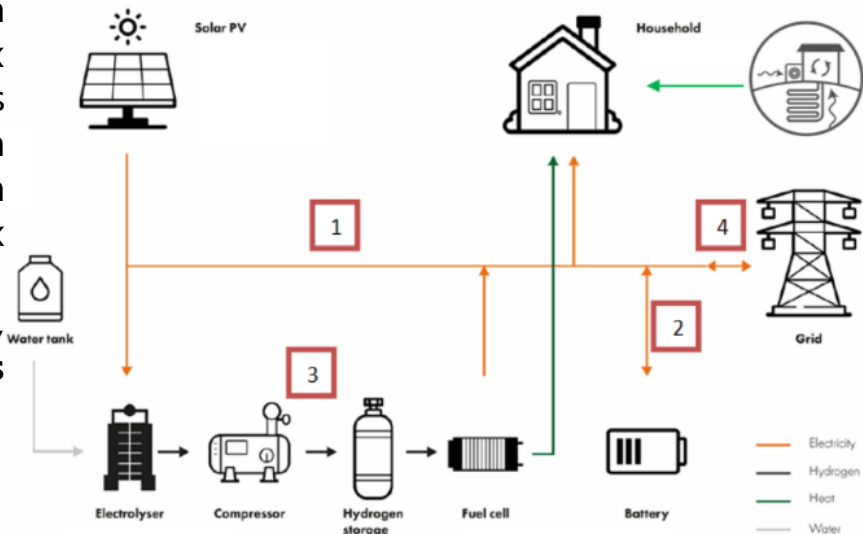 n
k
s
n
n
k
,
s
Solar PV
Household
1
4
2
3
Water tank
Grid
Electrolyser
Compressor
Hydrogen
storage
Fuel cell
Battery
Electricity
Hydrogen
Heat
Water